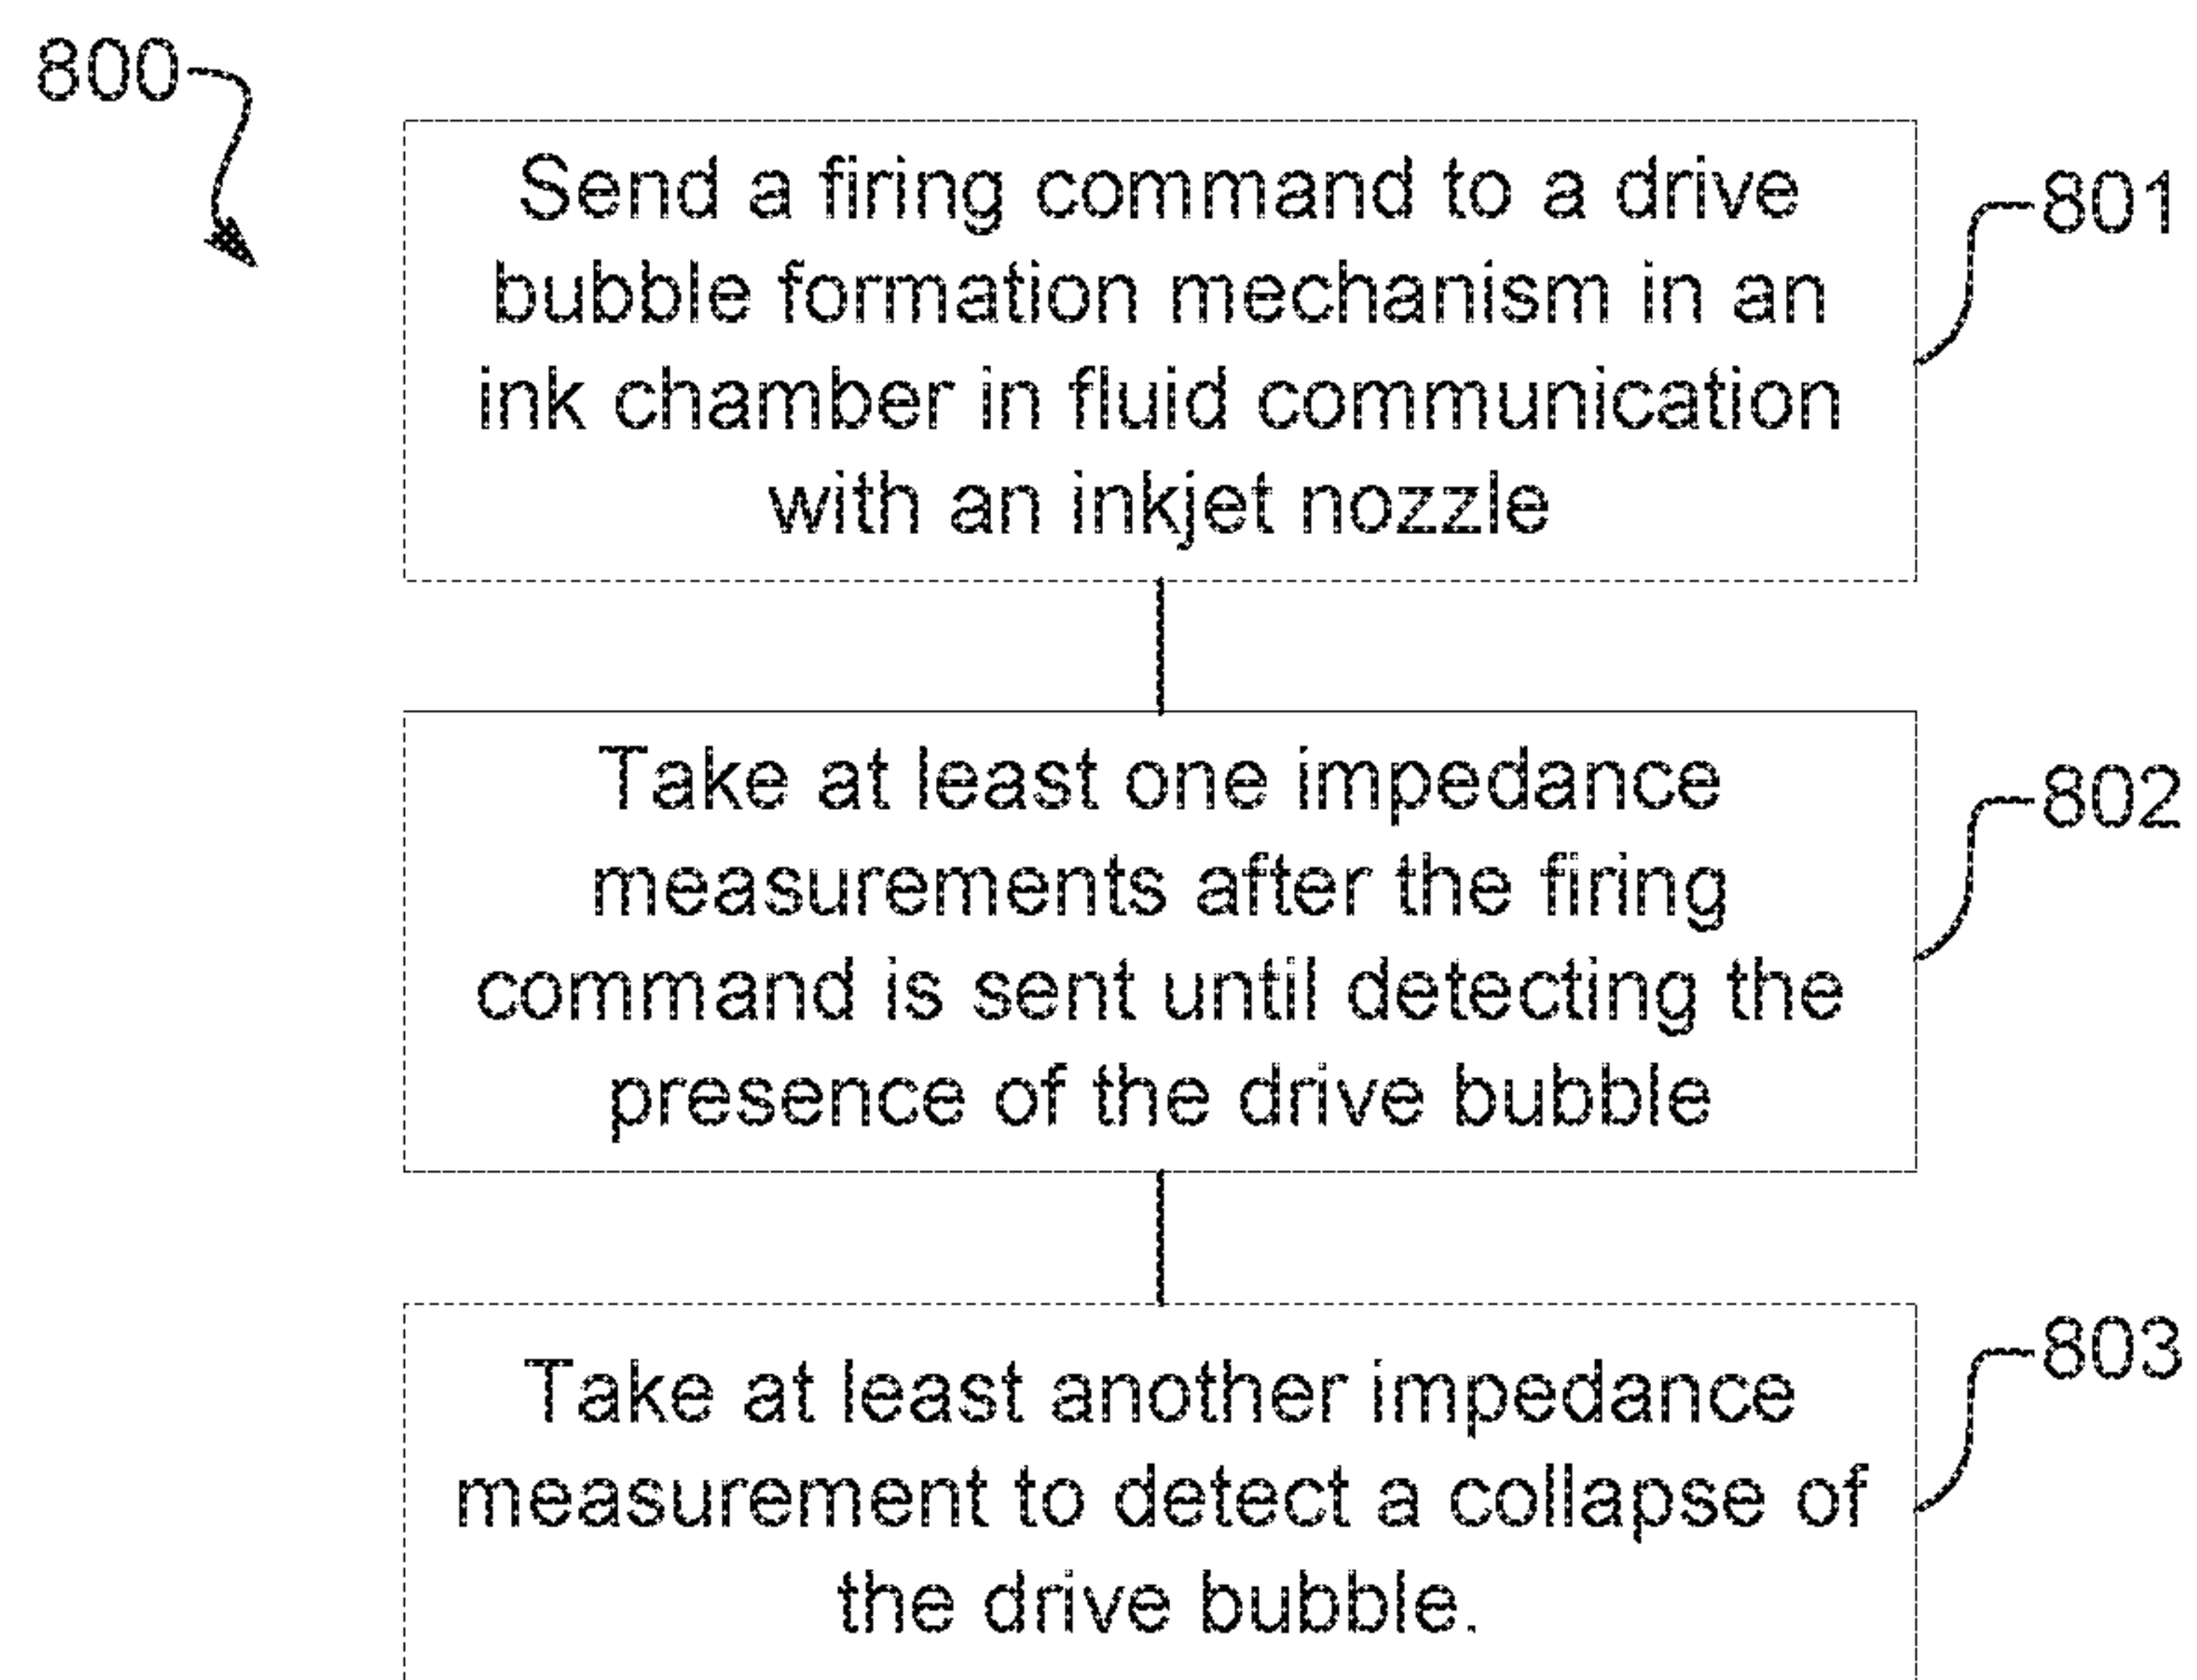 800
Send a firing command to a drive
bubble formation mechanism in an
ink chamber in fluid communication
with an inkjet nozzle
801
Take at least one impedance
measurements after the firing
command is sent until detecting the
presence of the drive bubble
802
Take at least another impedance
measurement to detect a collapse of
the drive bubble.
803